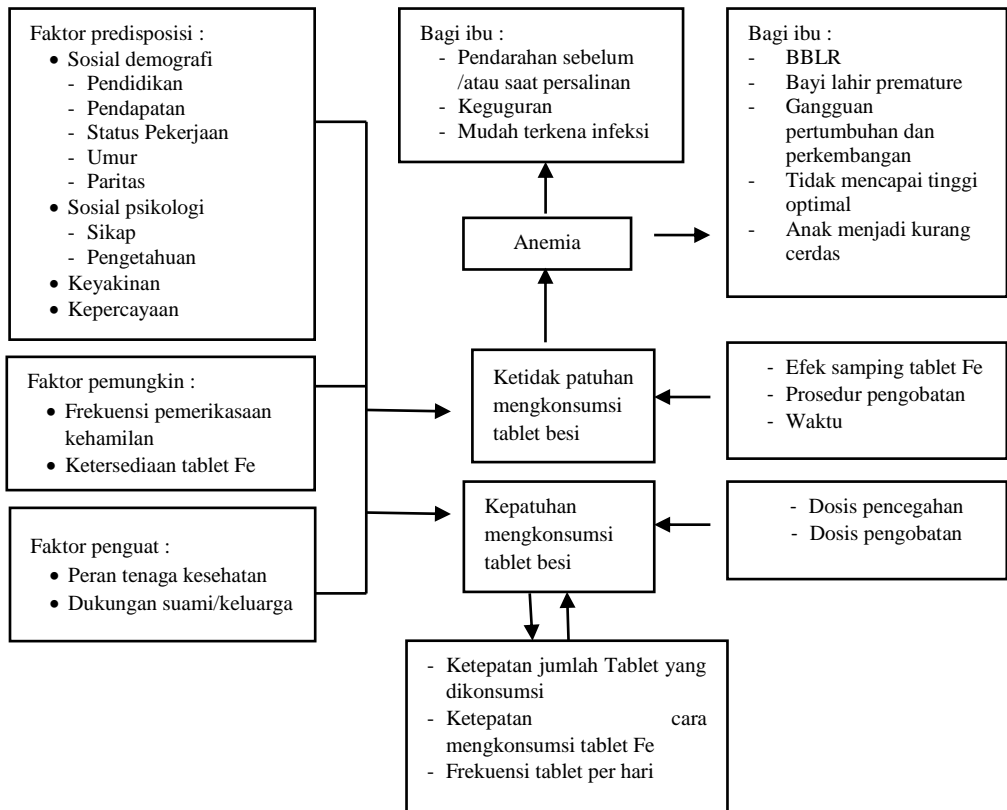 Faktor predisposisi :
• Sosial demografi
- Pendidikan
- Pendapatan
- Status Pekerjaan
- Umur
- Paritas
• Sosial psikologi
- Sikap
- Pengetahuan
• Keyakinan
• Kepercayaan
Bagi ibu :
- Pendarahan sebelum
/atau saat persalinan
- Keguguran
- Mudah terkena infeksi
Bagi ibu :
- BBLR
- Bayi lahir premature
- Gangguan
pertumbuhan dan
perkembangan
- Tidak mencapai tinggi
optimal
- Anak menjadi kurang
cerdas
Anemia
Faktor pemungkin :
• Frekuensi pemerikasaan
kehamilan
• Ketersediaan tablet Fe
Ketidak patuhan
mengkonsumsi
tablet besi
- Efek samping tablet Fe
- Prosedur pengobatan
- Waktu
Faktor penguat :
• Peran tenaga kesehatan
• Dukungan suami/keluarga
Kepatuhan
mengkonsumsi
tablet besi
- Dosis pencegahan
- Dosis pengobatan
- Ketepatan jumlah Tablet yang
dikonsumsi
- Ketepatan cara
mengkonsumsi tablet Fe
- Frekuensi tablet per hari